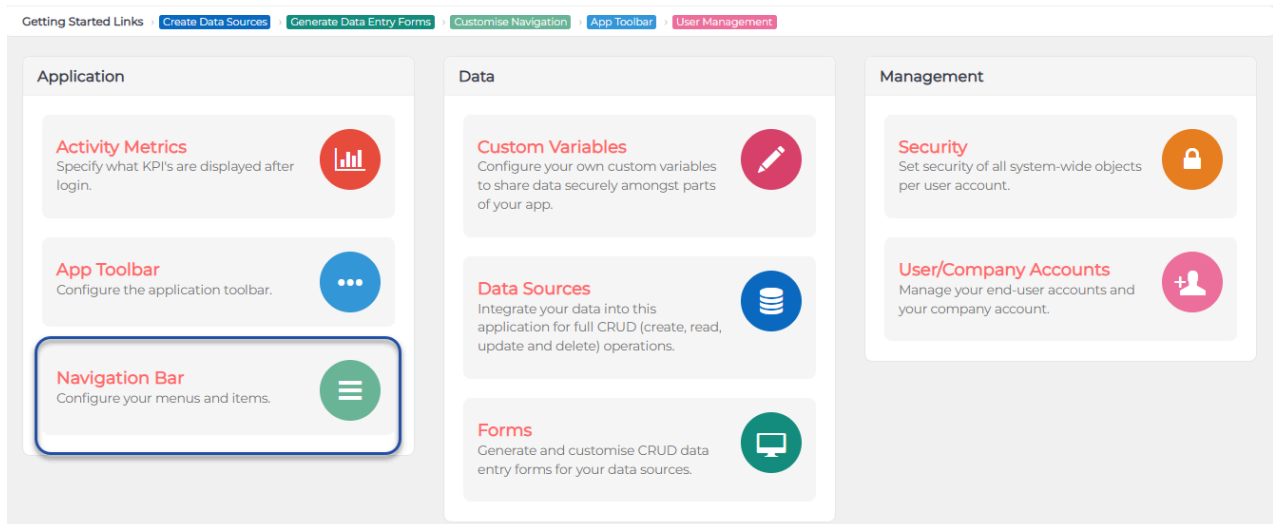 Getting Started Links › Create Data Sources › Generate Data Entry Forms › Customise Navigation › App Toolbar › User Management
Application
Activity Metrics
Specify what KPI's are displayed after
login.
App Toolbar
Configure the application toolbar.
Navigation Bar
Configure your menus and items.
Data
Custom Variables
Configure your own custom variables
to share data securely amongst parts
of your app.
Data Sources
Integrate your data into this
application for full CRUD (create, read,
update and delete) operations.
Forms
Generate and customise CRUD data
entry forms for your data sources.
Management
Security
Set security of all system-wide objects
per user account.
User/Company Accounts
Manage your end-user accounts and
your company account.